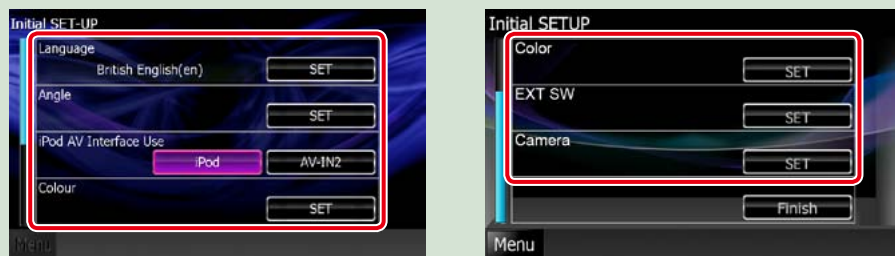 Initial SET-UP
Language
British English(en) SET
Angle
SET
iPod AV Interface Use
iPod AV-IN2
Colour
SET
Menu
Initial SETUP
Color
SET
EXT SW
SET
Camera
SET
Finish
Menu